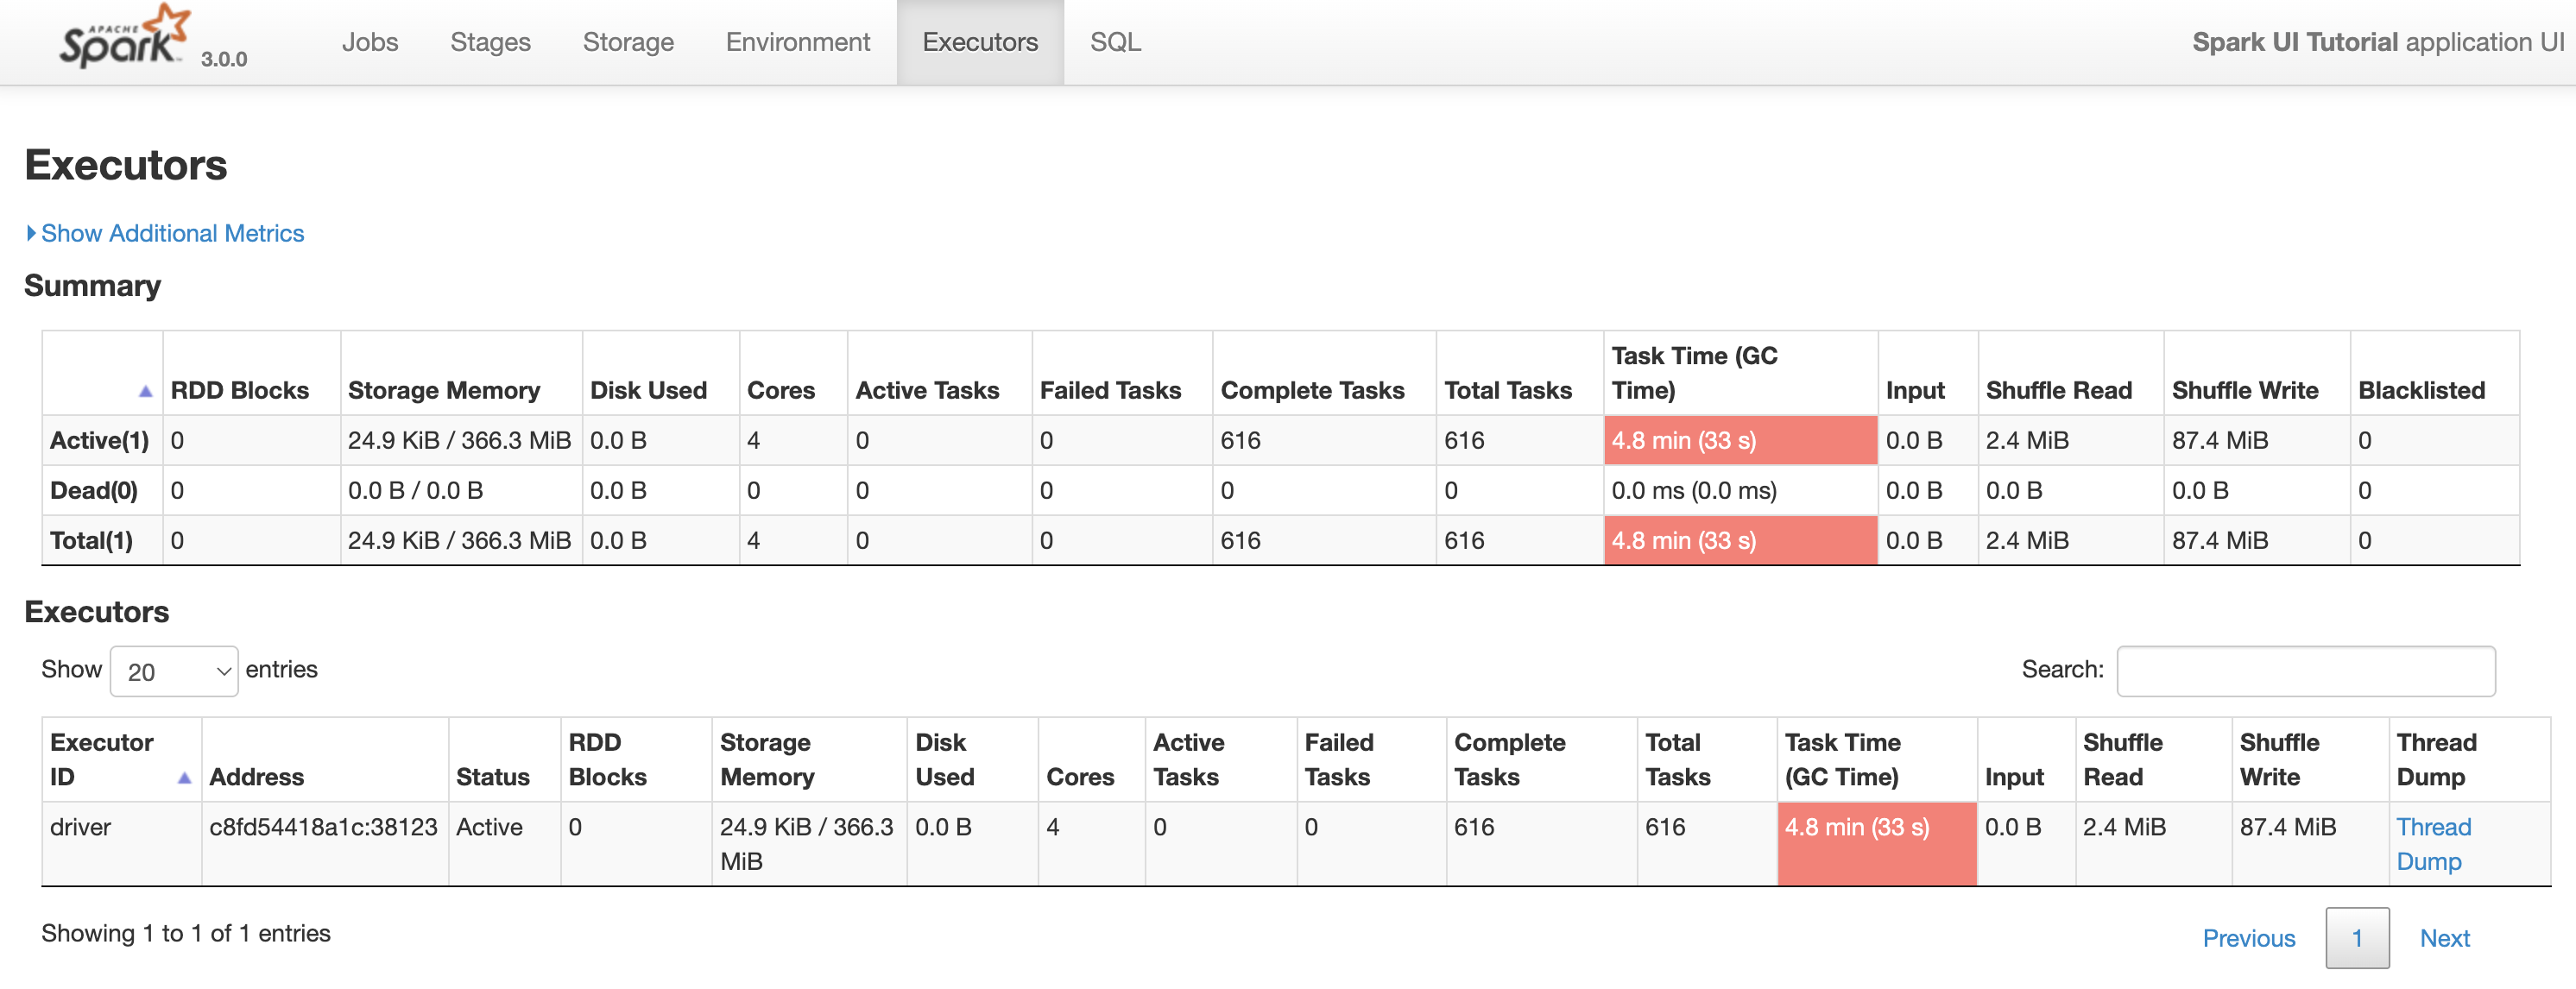 APACHE
Spark 3.0.0 Jobs Stages Storage Environment Executors SQL Spark UI Tutorial application UI
Executors
Show Additional Metrics
Summary
RDD Blocks Storage Memory Disk Used Cores Active Tasks Failed Tasks Complete Tasks Total Tasks Task Time (GC Time) Input Shuffle Read Shuffle Write Blacklisted
Active(1) 0 24.9 KiB / 366.3 MiB 0.0 B 4 0 0 616 616 4.8 min (33 s) 0.0 B 2.4 MiB 87.4 MiB 0
Dead(0) 0 0.0 B / 0.0 B 0.0 B 0 0 0 0 0 0.0 ms (0.0 ms) 0.0 B 0.0 B 0.0 B 0
Total(1) 0 24.9 KiB / 366.3 MiB 0.0 B 4 0 0 616 616 4.8 min (33 s) 0.0 B 2.4 MiB 87.4 MiB 0
Executors
Show 20 entries Search:
Executor ID Address Status RDD Blocks Storage Memory Disk Used Cores Active Tasks Failed Tasks Complete Tasks Total Tasks Task Time (GC Time) Input Shuffle Read Shuffle Write Thread Dump
driver c8fd54418a1c:38123 Active 0 24.9 KiB / 366.3 MiB 0.0 B 4 0 0 616 616 4.8 min (33 s) 0.0 B 2.4 MiB 87.4 MiB Thread Dump
Showing 1 to 1 of 1 entries Previous 1 Next